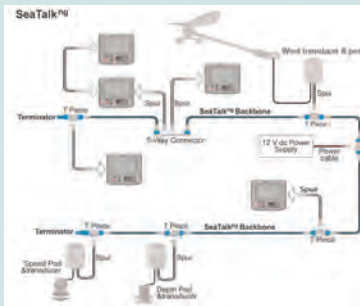 SeaTalkng
Wind transducer & pod
Spur
Spur
Spur
T Piece
Terminator
SeaTalkng Backbone
T Piece
5-Way Connector
12 V dc Power
Supply
Power
cable
Spur
T Piece
T Piece
Terminator
SeaTalkng Backbone
T Piece
Speed Pod
&transducer
Spur
Spur
Depth Pod
&transducer